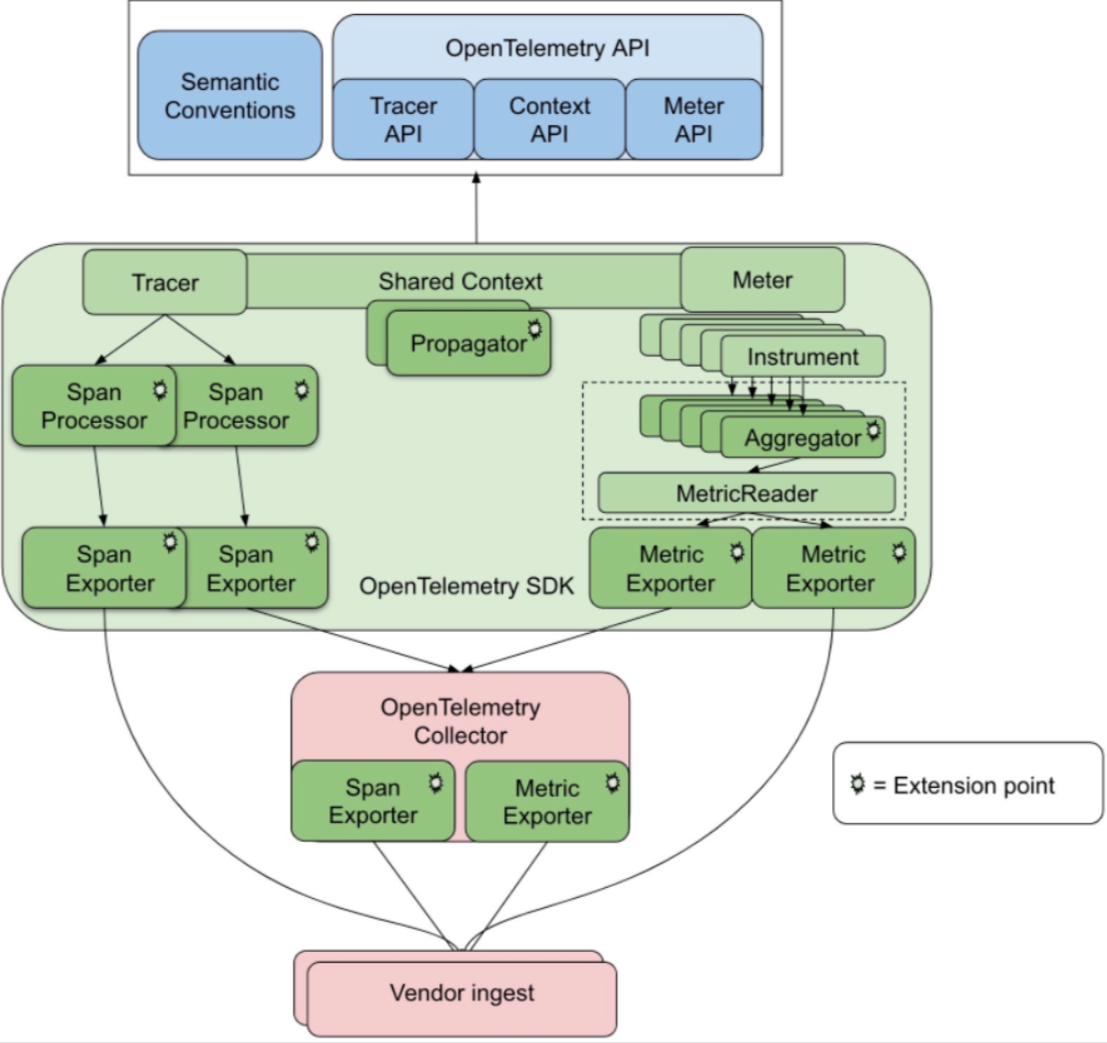 OpenTelemetry API
Semantic
Conventions
Tracer
API
Context
API
Meter
API
Tracer
Shared Context
Meter
Propagator
Instrument
Span
Processor
Span
Processor
Aggregator
MetricReader
Span
Exporter
Span
Exporter
Metric
Exporter
Metric
Exporter
OpenTelemetry SDK
OpenTelemetry
Collector
Span
Exporter
Metric
Exporter
= Extension point
Vendor ingest